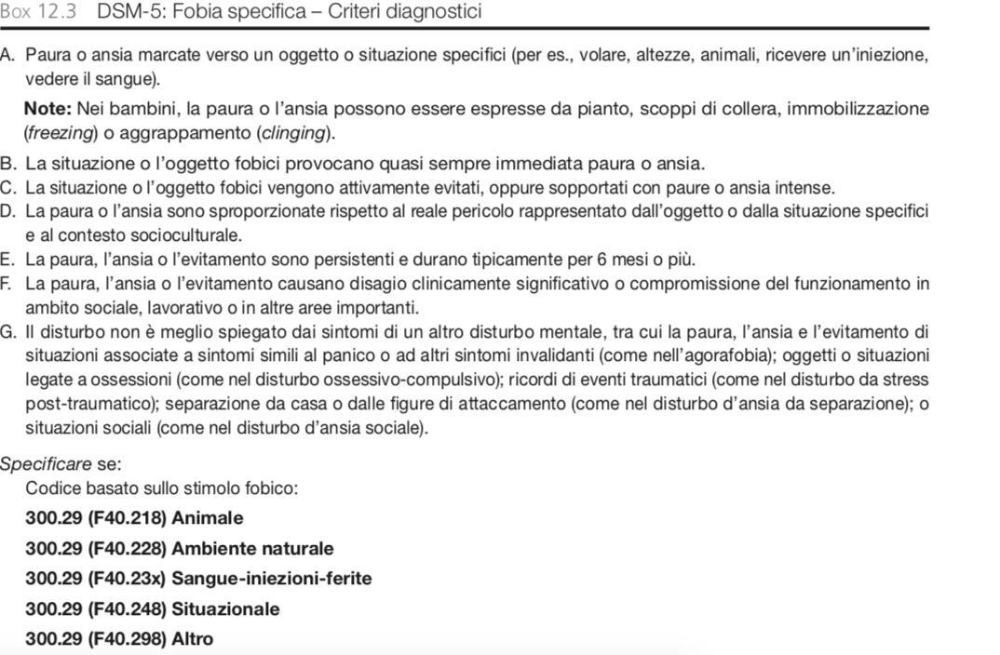 Box 12.3 DSM-5: Fobia specifica – Criteri diagnostici
A. Paura o ansia marcate verso un oggetto o situazione specifici (per es., volare, altezze, animali, ricevere un'iniezione,
vedere il sangue).
Note: Nei bambini, la paura o l'ansia possono essere espresse da pianto, scoppi di collera, immobilizzazione
(freezing) o aggrappamento (clinging).
B. La situazione o l'oggetto fobici provocano quasi sempre immediata paura o ansia.
C. La situazione o l'oggetto fobici vengono attivamente evitati, oppure sopportati con paure o ansia intense.
D. La paura o l'ansia sono sproporzionate rispetto al reale pericolo rappresentato dall'oggetto o dalla situazione specifici
e al contesto socioculturale.
E. La paura, l'ansia o l'evitamento sono persistenti e durano tipicamente per 6 mesi o più.
F. La paura, l'ansia o l'evitamento causano disagio clinicamente significativo o compromissione del funzionamento in
ambito sociale, lavorativo o in altre aree importanti.
G. Il disturbo non è meglio spiegato dai sintomi di un altro disturbo mentale, tra cui la paura, l'ansia e l'evitamento di
situazioni associate a sintomi simili al panico o ad altri sintomi invalidanti (come nell'agorafobia); oggetti o situazioni
legate a ossessioni (come nel disturbo ossessivo-compulsivo); ricordi di eventi traumatici (come nel disturbo da stress
post-traumatico); separazione da casa o dalle figure di attaccamento (come nel disturbo d'ansia da separazione); o
situazioni sociali (come nel disturbo d'ansia sociale).
Specificare se:
Codice basato sullo stimolo fobico:
300.29 (F40.218) Animale
300.29 (F40.228) Ambiente naturale
300.29 (F40.23x) Sangue-iniezioni-ferite
300.29 (F40.248) Situazionale
300.29 (F40.298) Altro